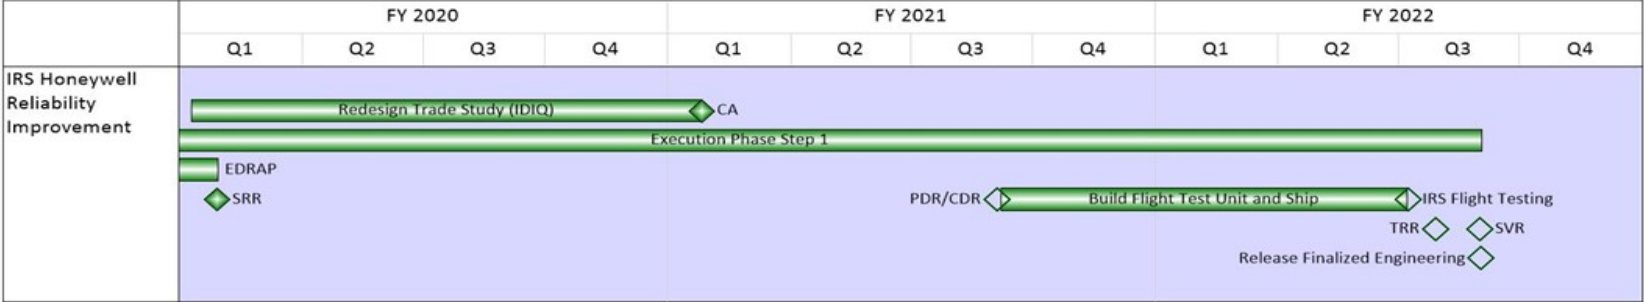 FY 2020 FY 2021 FY 2022
Q1 Q2 Q3 Q4 Q1 Q2 Q3 Q4 Q1 Q2 Q3 Q4
IRS Honeywell
Reliability
Improvement
Redesign Trade Study (IDIQ) CA
Execution Phase Step 1
EDRAP
SRR PDR/CDR Build Flight Test Unit and Ship IRS Flight Testing
TRR SVR
Release Finalized Engineering